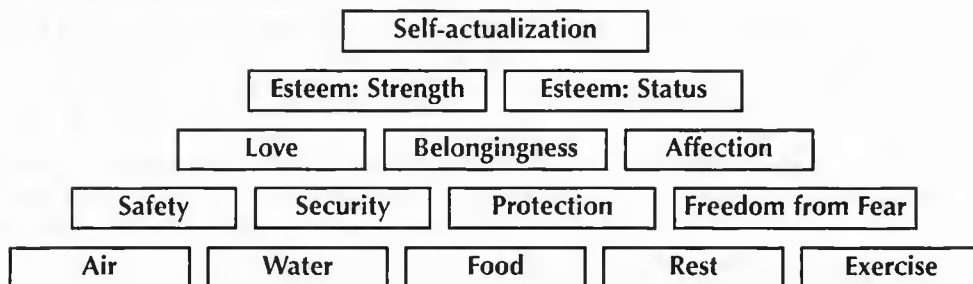 Self-actualization
Esteem: Strength Esteem: Status
Love Belongingness Affection
Safety Security Protection Freedom from Fear
Air Water Food Rest Exercise